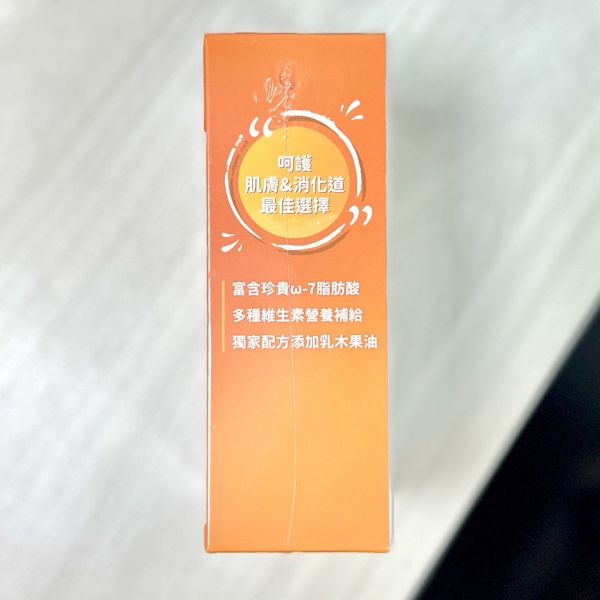 呵護
肌膚&消化道
最佳選擇
富含珍貴ω-7脂肪酸
多種維生素營養補給
獨家配方添加乳木果油